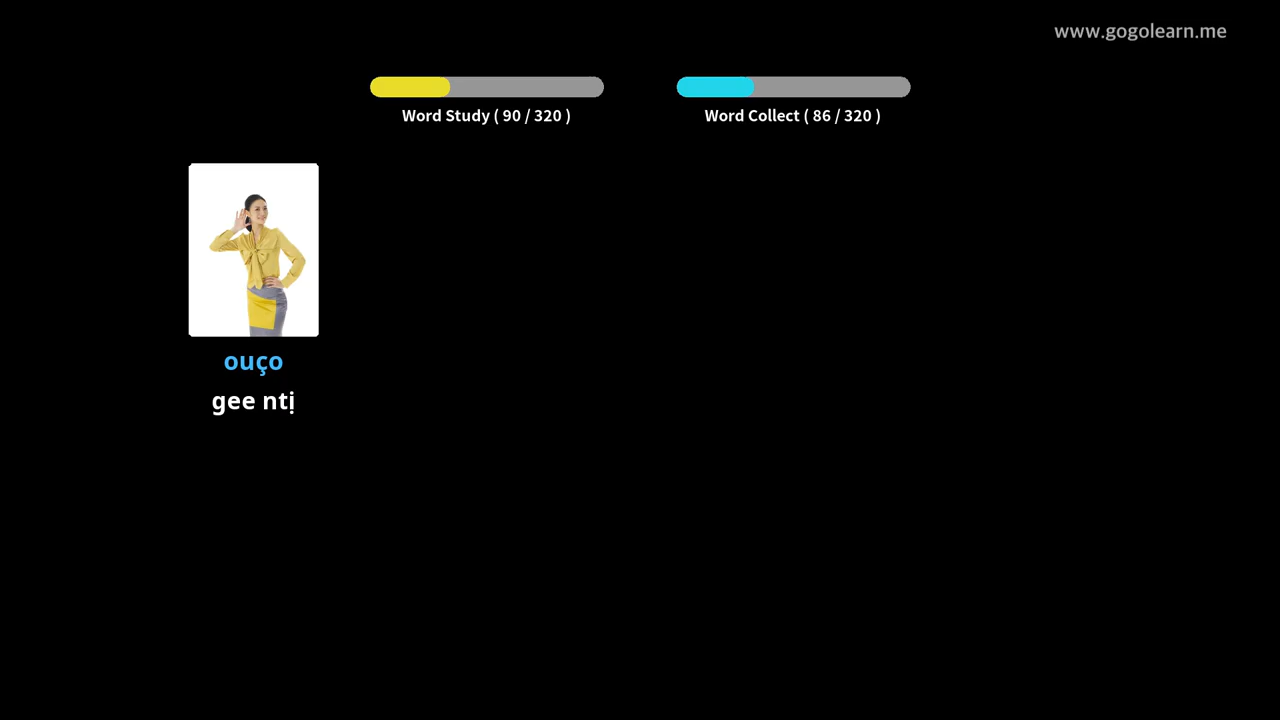 www.gogolearn.me
Word Study ( 90 / 320 )
Word Collect ( 86 / 320 )
ouço
gee ntị